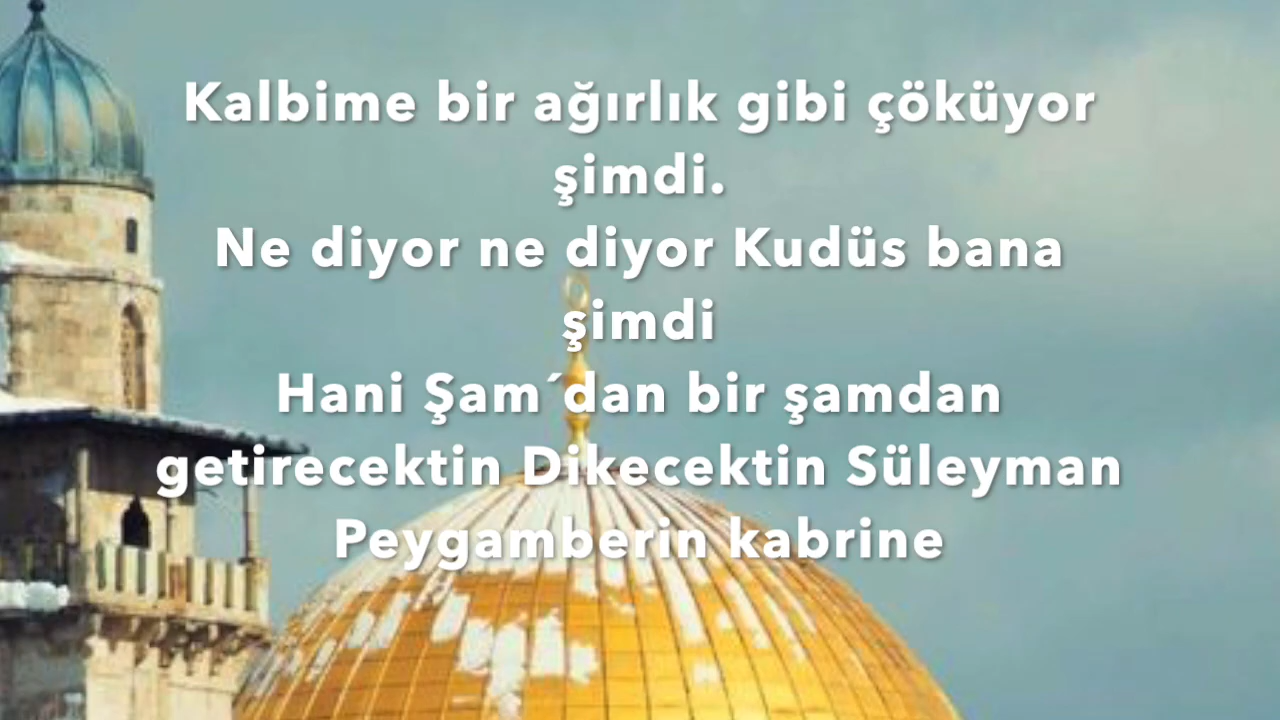 Kalbime bir ağırlık gibi çöküyor
şimdi.
Ne diyor ne diyor Kudüs bana
şimdi
Hani Şam´dan bir şamdan
getirecektin Dikecektin Süleyman
Peygamberin kabrine